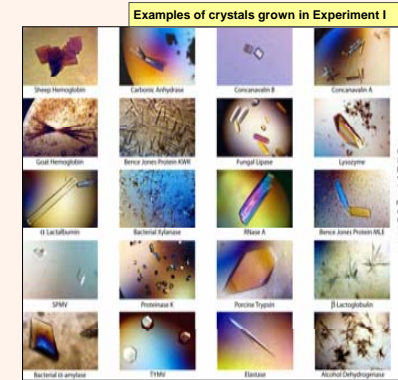 Examples of crystals grown in Experiment I
Sheep Hemoglobin Carbonic Anhydrase Concanavalin B Concanavalin A
Goat Hemoglobin Bence Jones Protein KWR Fungal Lipase Lysozyme
α Lactalbumin Bacterial Xylanase RNase A Bence Jones Protein MLE
SPMV Proteinase K Porcine Trypsin β Lactoglobulin
Bacterial α amylase TYMV Elastase Alcohol Dehydrogenase